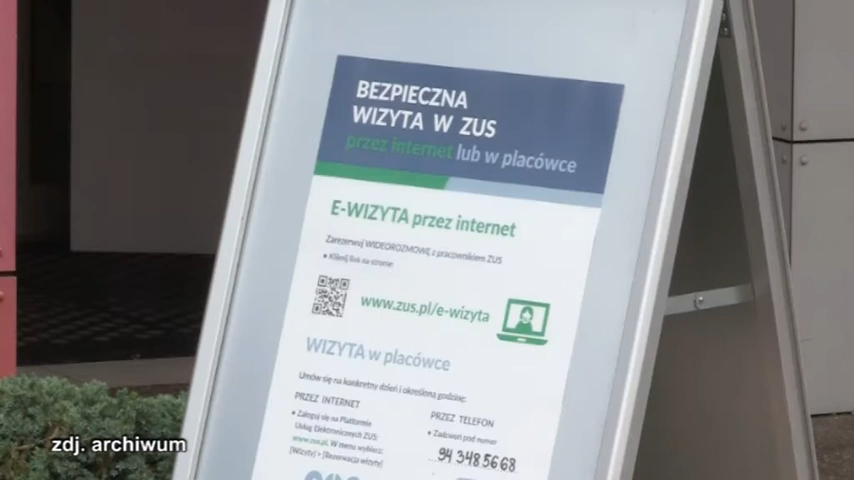 BEZPIECZNA
WIZYTA W ZUS
przez internet lub w placówce
E-WIZYTA przez internet
Zarezerwuj WIDEOROZMOWĘ z pracownikiem ZUS
• Kliknij link na stronie:
www.zus.pl/e-wizyta
WIZYTA w placówce
Umów się na konkretny dzień i określoną godzinę:
PRZEZ INTERNET
• Zaloguj się na Platformie
Usług Elektronicznych ZUS:
www.zus.pl. W menu wybierz:
[Wizyty] > [Rezerwacja wizyty]
PRZEZ TELEFON
• Zadzwoń pod numer
94 348 56 68
zdj. archiwum